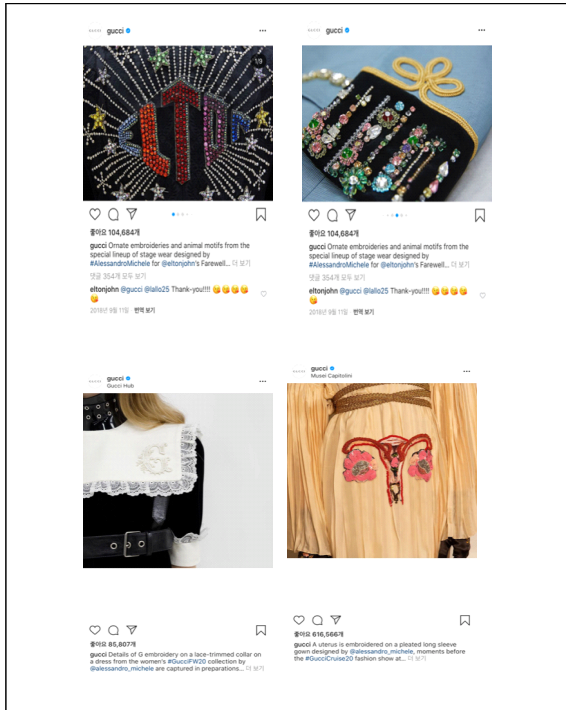 gucci
1/9
ELTON
좋아요 104,684개
gucci Ornate embroideries and animal motifs from the
special lineup of stage wear designed by
#AlessandroMichele for @eltonjohn's Farewell... 더 보기
댓글 354개 모두 보기
eltonjohn @gucci @lallo25 Thank-you!!!! 😘😘😘😘
😘
2018년 9월 11일 번역 보기
gucci
좋아요 104,684개
gucci Ornate embroideries and animal motifs from the
special lineup of stage wear designed by
#AlessandroMichele for @eltonjohn's Farewell... 더 보기
댓글 354개 모두 보기
eltonjohn @gucci @lallo25 Thank-you!!!! 😘😘😘😘
😘
2018년 9월 11일 번역 보기
gucci
Gucci Hub
G
좋아요 85,807개
gucci Details of G embroidery on a lace-trimmed collar on
a dress from the women's #GucciFW20 collection by
@alessandro_michele are captured in preparations... 더 보기
gucci
Musei Capitolini
좋아요 616,566개
gucci A uterus is embroidered on a pleated long sleeve
gown designed by @alessandro_michele, moments before
the #GucciCruise20 fashion show at... 더 보기